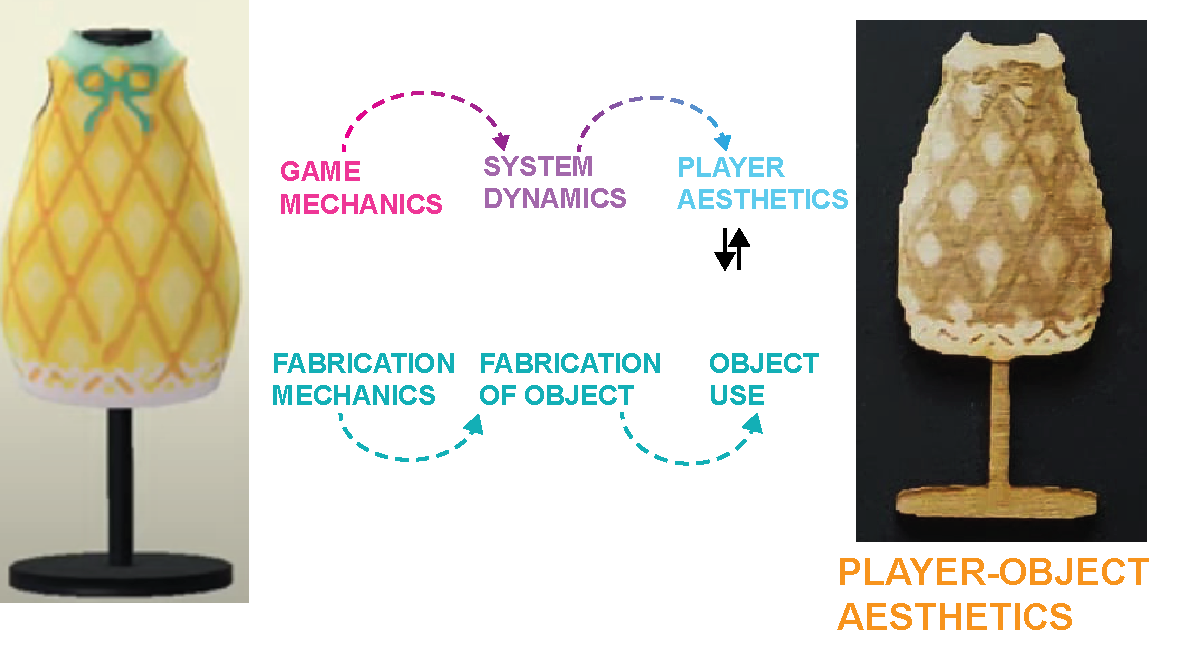 GAME
MECHANICS
SYSTEM
DYNAMICS
PLAYER
AESTHETICS
FABRICATION
MECHANICS
FABRICATION
OF OBJECT
OBJECT
USE
PLAYER-OBJECT
AESTHETICS